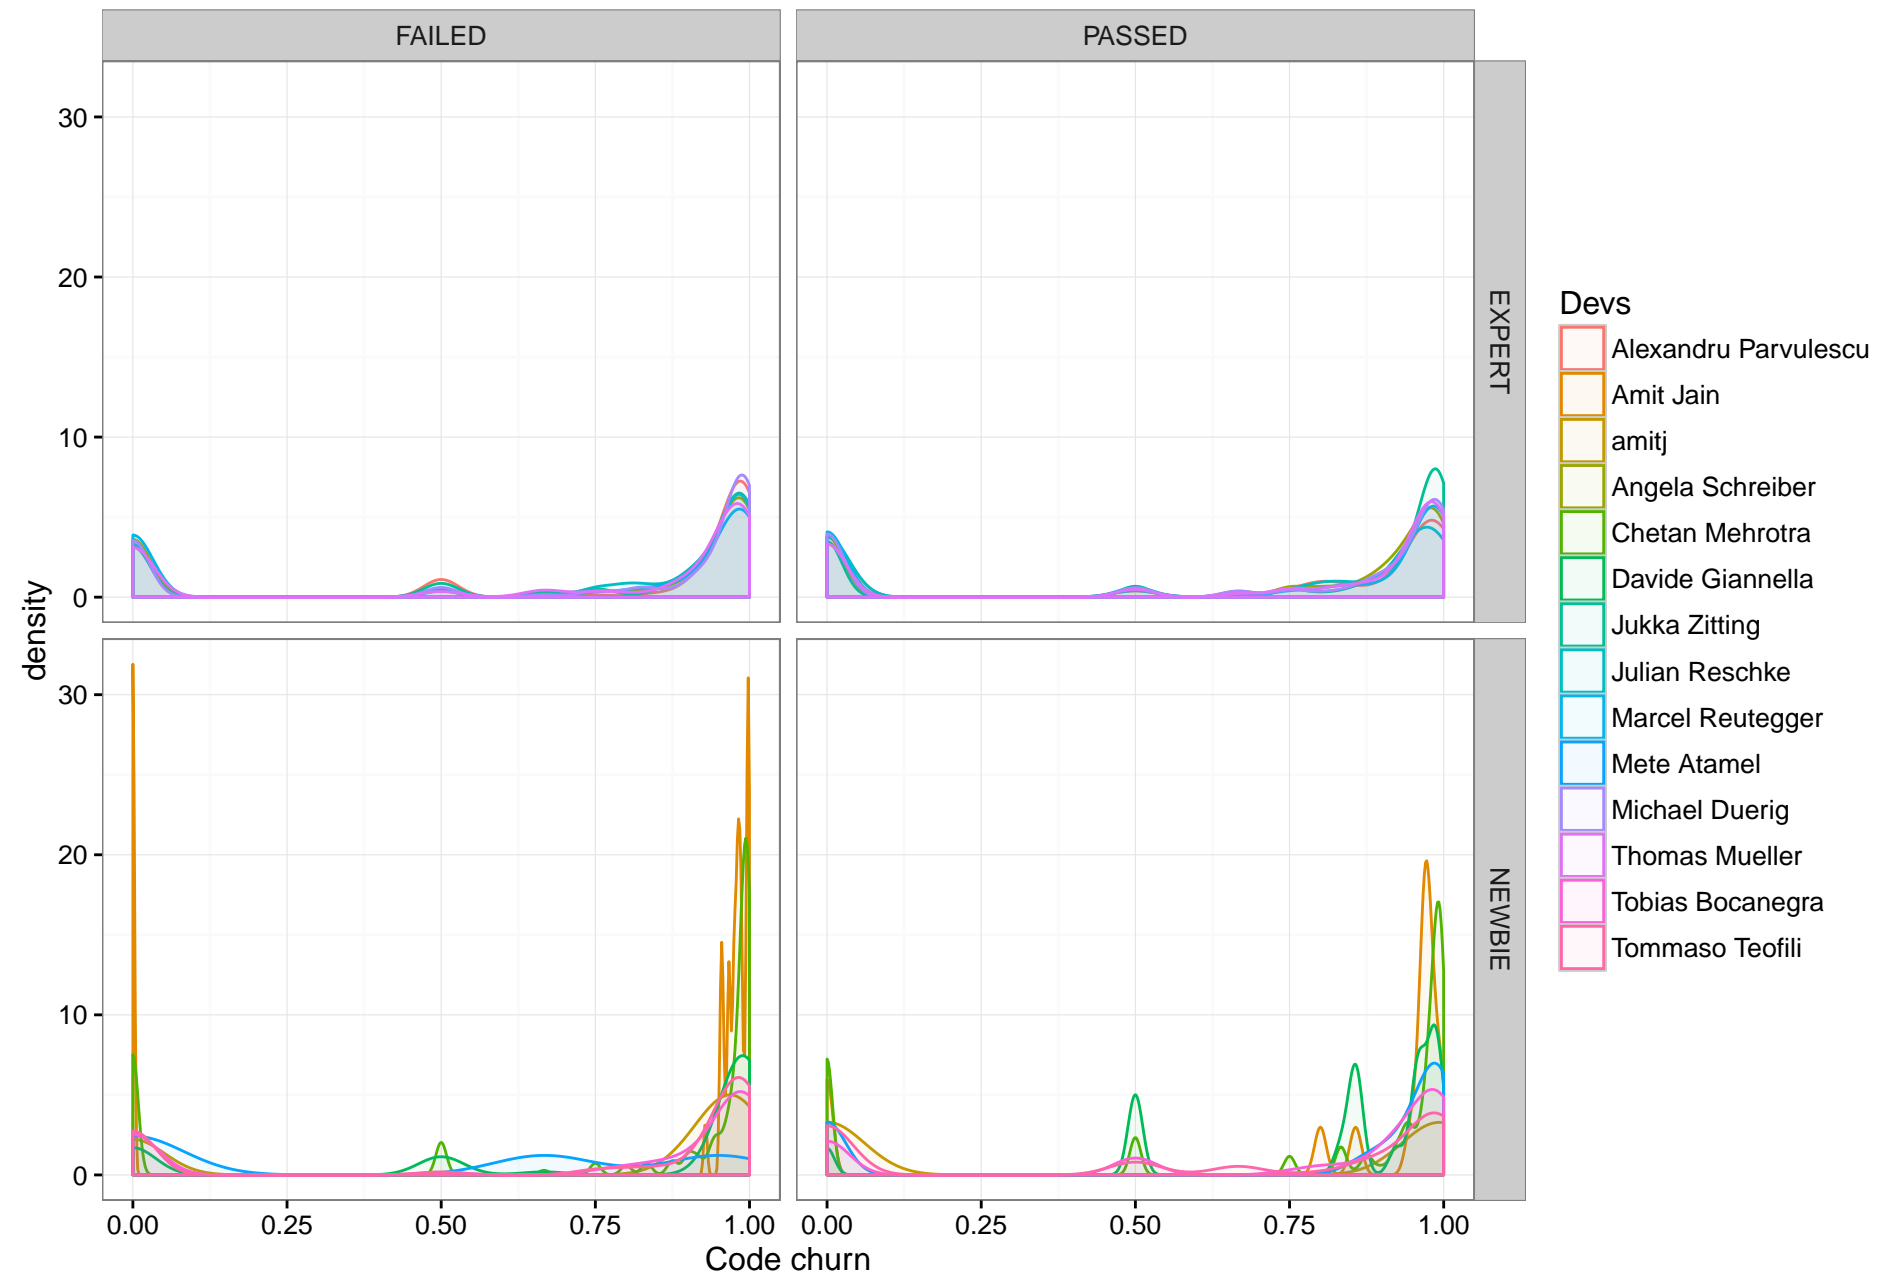 FAILED
PASSED
30
20
10
0
EXPERT
density
30
20
10
0
NEWBIE
0.00
0.25
0.50
0.75
1.00
0.00
0.25
0.50
0.75
1.00
Code churn
Devs
Alexandru Parvulescu
Amit Jain
amitj
Angela Schreiber
Chetan Mehrotra
Davide Giannella
Jukka Zitting
Julian Reschke
Marcel Reutegger
Mete Atamel
Michael Duerig
Thomas Mueller
Tobias Bocanegra
Tommaso Teofili